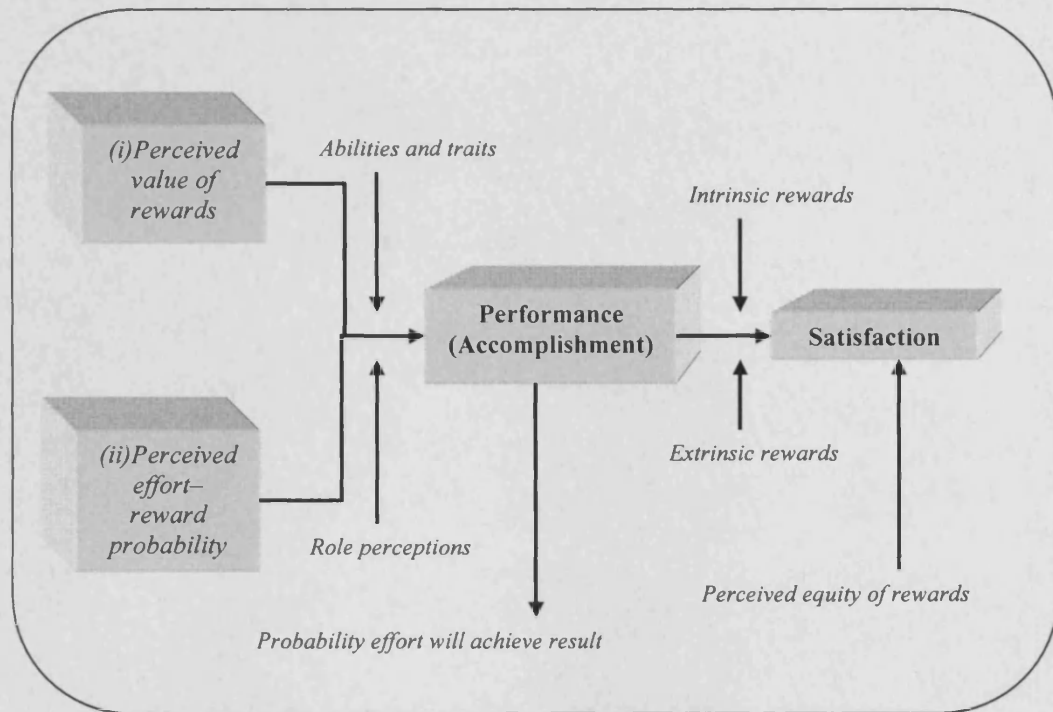 (i)Perceived
value of
rewards
Abilities and traits
Intrinsic rewards
Performance
(Accomplishment)
Satisfaction
(ii)Perceived
effort–
reward
probability
Extrinsic rewards
Role perceptions
Perceived equity of rewards
Probability effort will achieve result